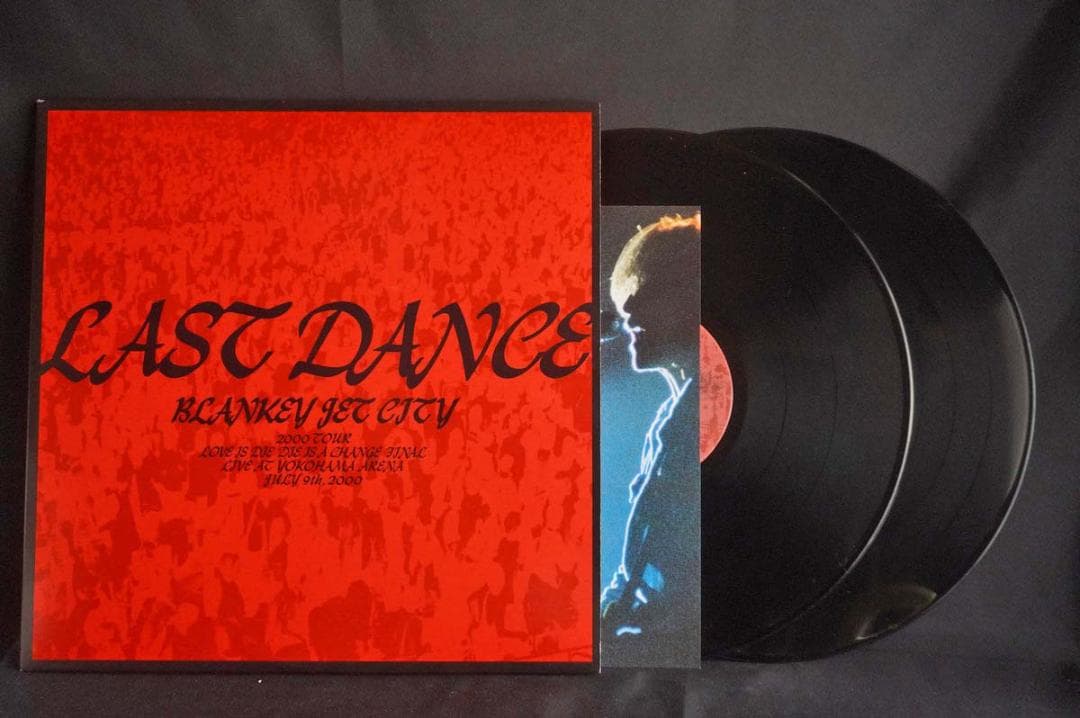 LAST DANCE
BLANKEY JET CITY
2000 TOUR
LOVE IS DIE DIE IS A CHANGE FINAL
LIVE AT YOKOHAMA ARENA
JULY 9th, 2000